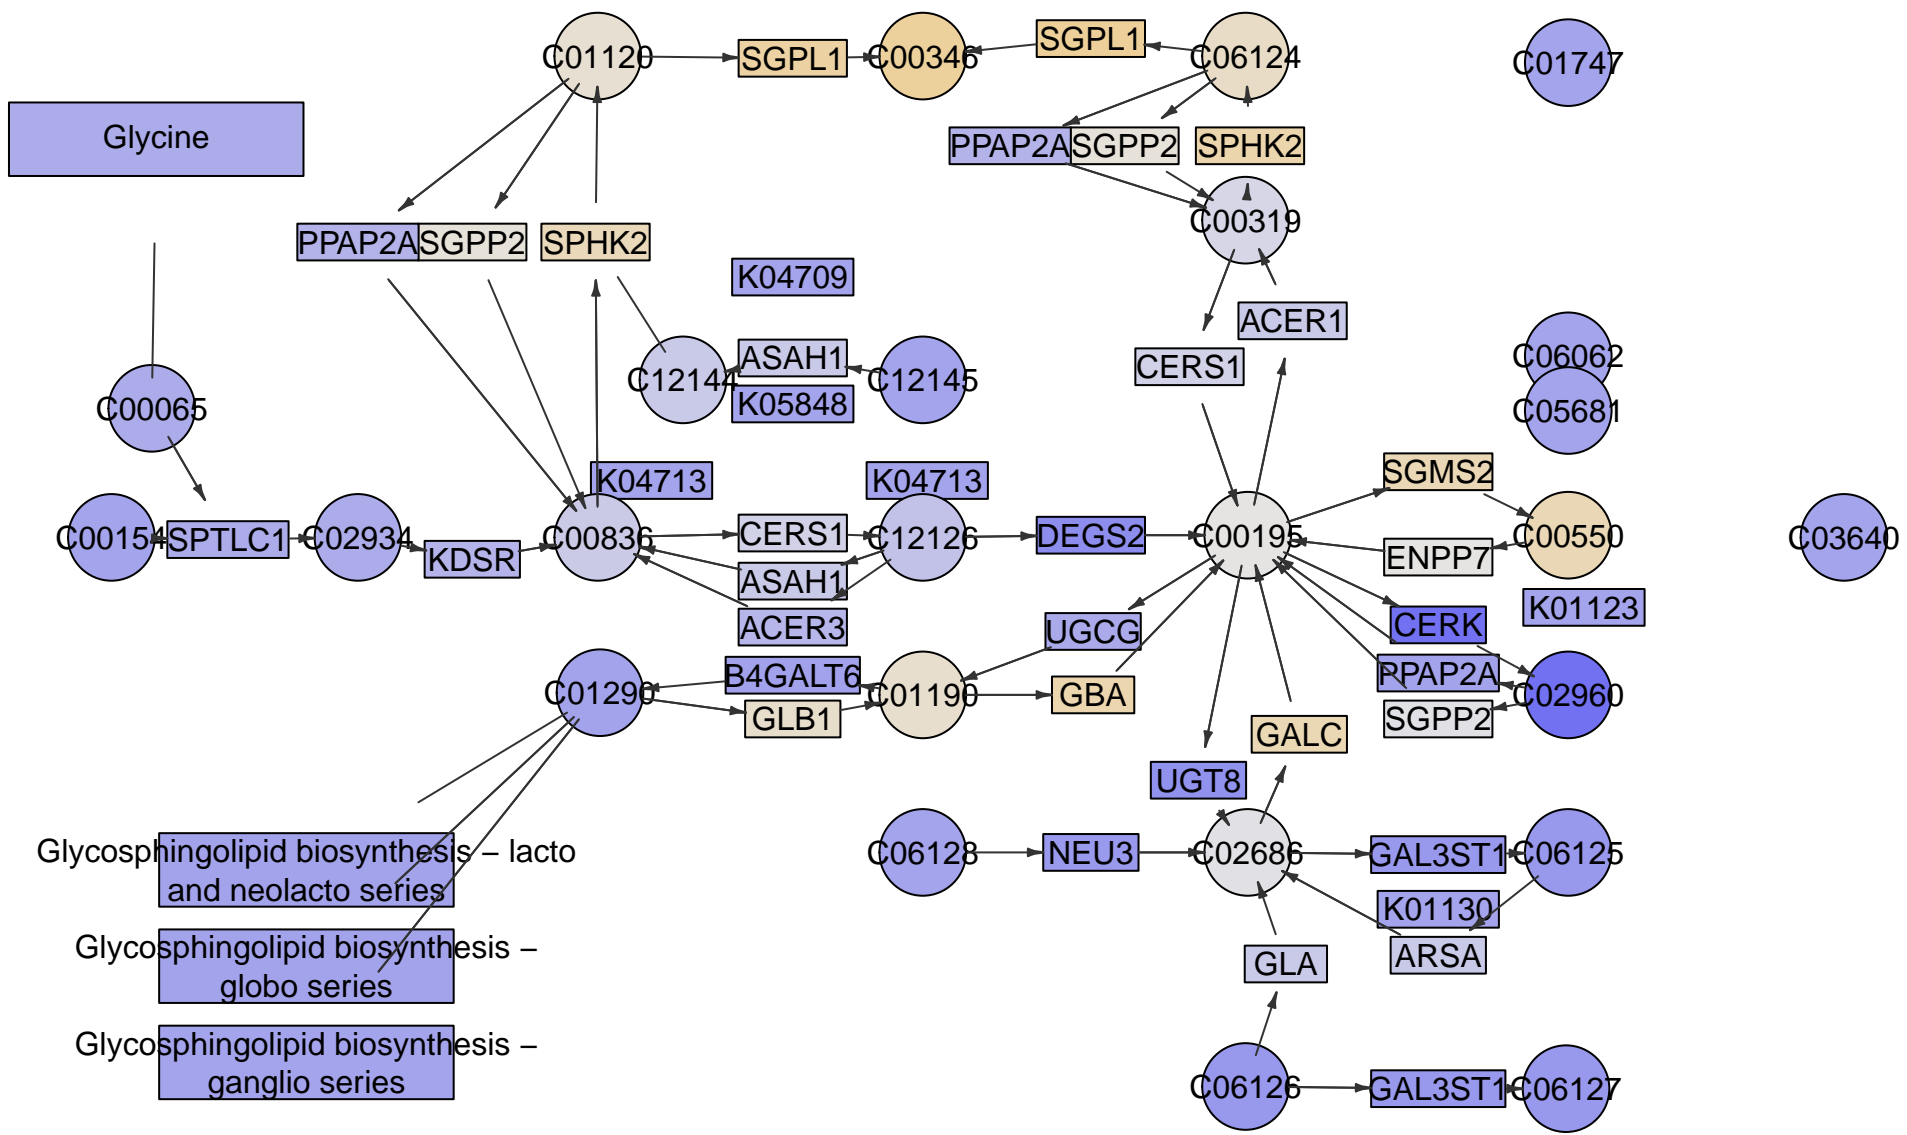 C01120
SGPL1
C00346
SGPL1
C06124
C01747
Glycine
PPAP2A
SGPP2
SPHK2
PPAP2A
SGPP2
SPHK2
C00319
K04709
ACER1
C12144
ASAH1
K05848
C12145
CERS1
C06062
C05681
C00065
K04713
K04713
SGMS2
C00154
SPTLC1
C02934
KDSR
C00836
CERS1
C12126
DEGS2
C00195
ENPP7
C00550
C03640
ASAH1
ACER3
UGCG
CERK
K01123
C01290
B4GALT6
GLB1
C01190
GBA
PPAP2A
SGPP2
C02960
GALC
UGT8
Glycosphingolipid biosynthesis – lacto
and neolacto series
C06128
NEU3
C02686
GAL3ST1
C06125
K01130
ARSA
Glycosphingolipid biosynthesis –
globo series
GLA
Glycosphingolipid biosynthesis –
ganglio series
C06126
GAL3ST1
C06127